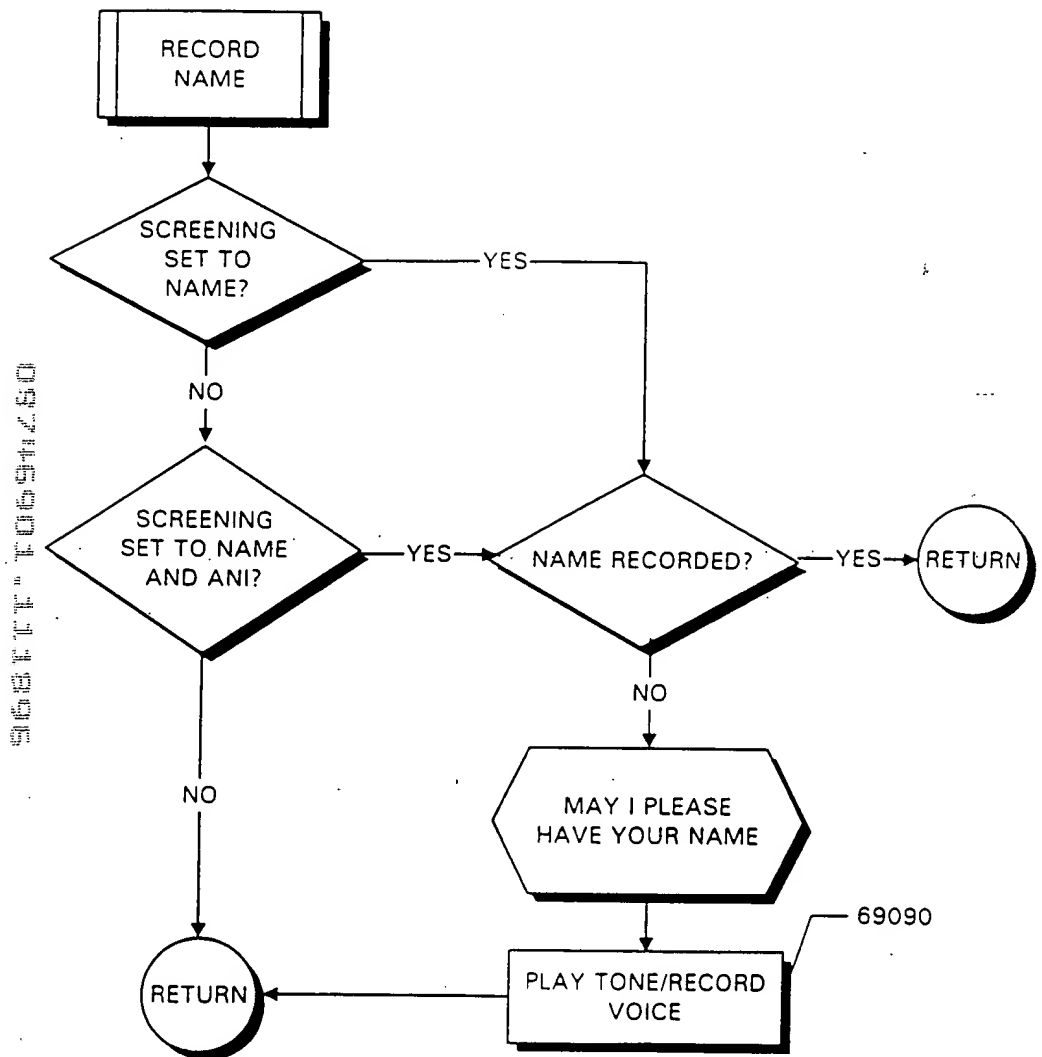 RECORD
NAME
SCREENING
SET TO
NAME?
YES
NO
SCREENING
SET TO NAME
AND ANI?
YES
NAME RECORDED?
YES
RETURN
NO
NO
MAY I PLEASE
HAVE YOUR NAME
69090
PLAY TONE/RECORD
VOICE
RETURN